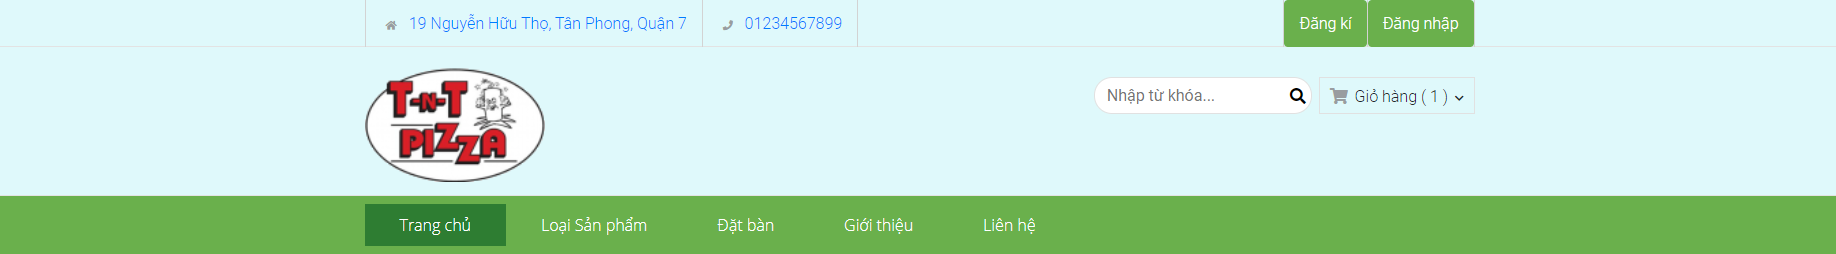 19 Nguyễn Hữu Thọ, Tân Phong, Quận 7
01234567899
Đăng kí
Đăng nhập
T-N-T
PIZZA
Nhập từ khóa...
Giỏ hàng ( 1 )
Trang chủ
Loại Sản phẩm
Đặt bàn
Giới thiệu
Liên hệ